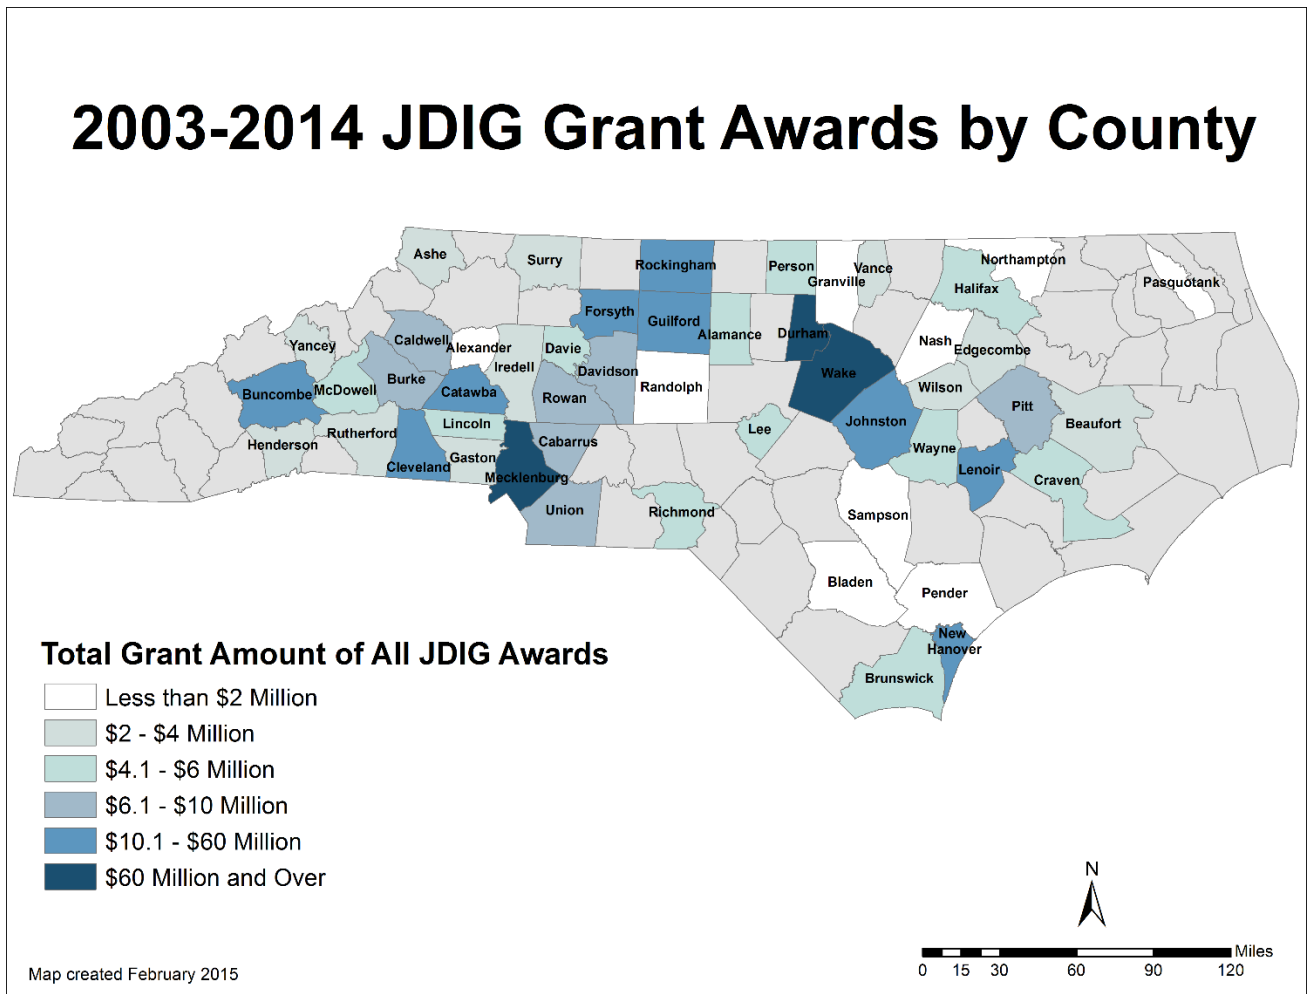 2003-2014 JDIG Grant Awards by County
Ashe
Surry
Rockingham
Person
Granville
Vance
Northampton
Halifax
Pasquotank
Forsyth
Guilford
Alamance
Durham
Yancey
Caldwell
Alexander
Iredell
Davie
Davidson
Nash
Edgecombe
Buncombe
McDowell
Burke
Catawba
Rowan
Randolph
Wake
Wilson
Pitt
Beaufort
Henderson
Rutherford
Cleveland
Lincoln
Gaston
Cabarrus
Lee
Johnston
Wayne
Lenoir
Craven
Mecklenburg
Union
Richmond
Sampson
Bladen
Pender
New
Hanover
Brunswick
Total Grant Amount of All JDIG Awards
Less than $2 Million
$2 - $4 Million
$4.1 - $6 Million
$6.1 - $10 Million
$10.1 - $60 Million
$60 Million and Over
N
Miles
0 15 30 60 90 120
Map created February 2015